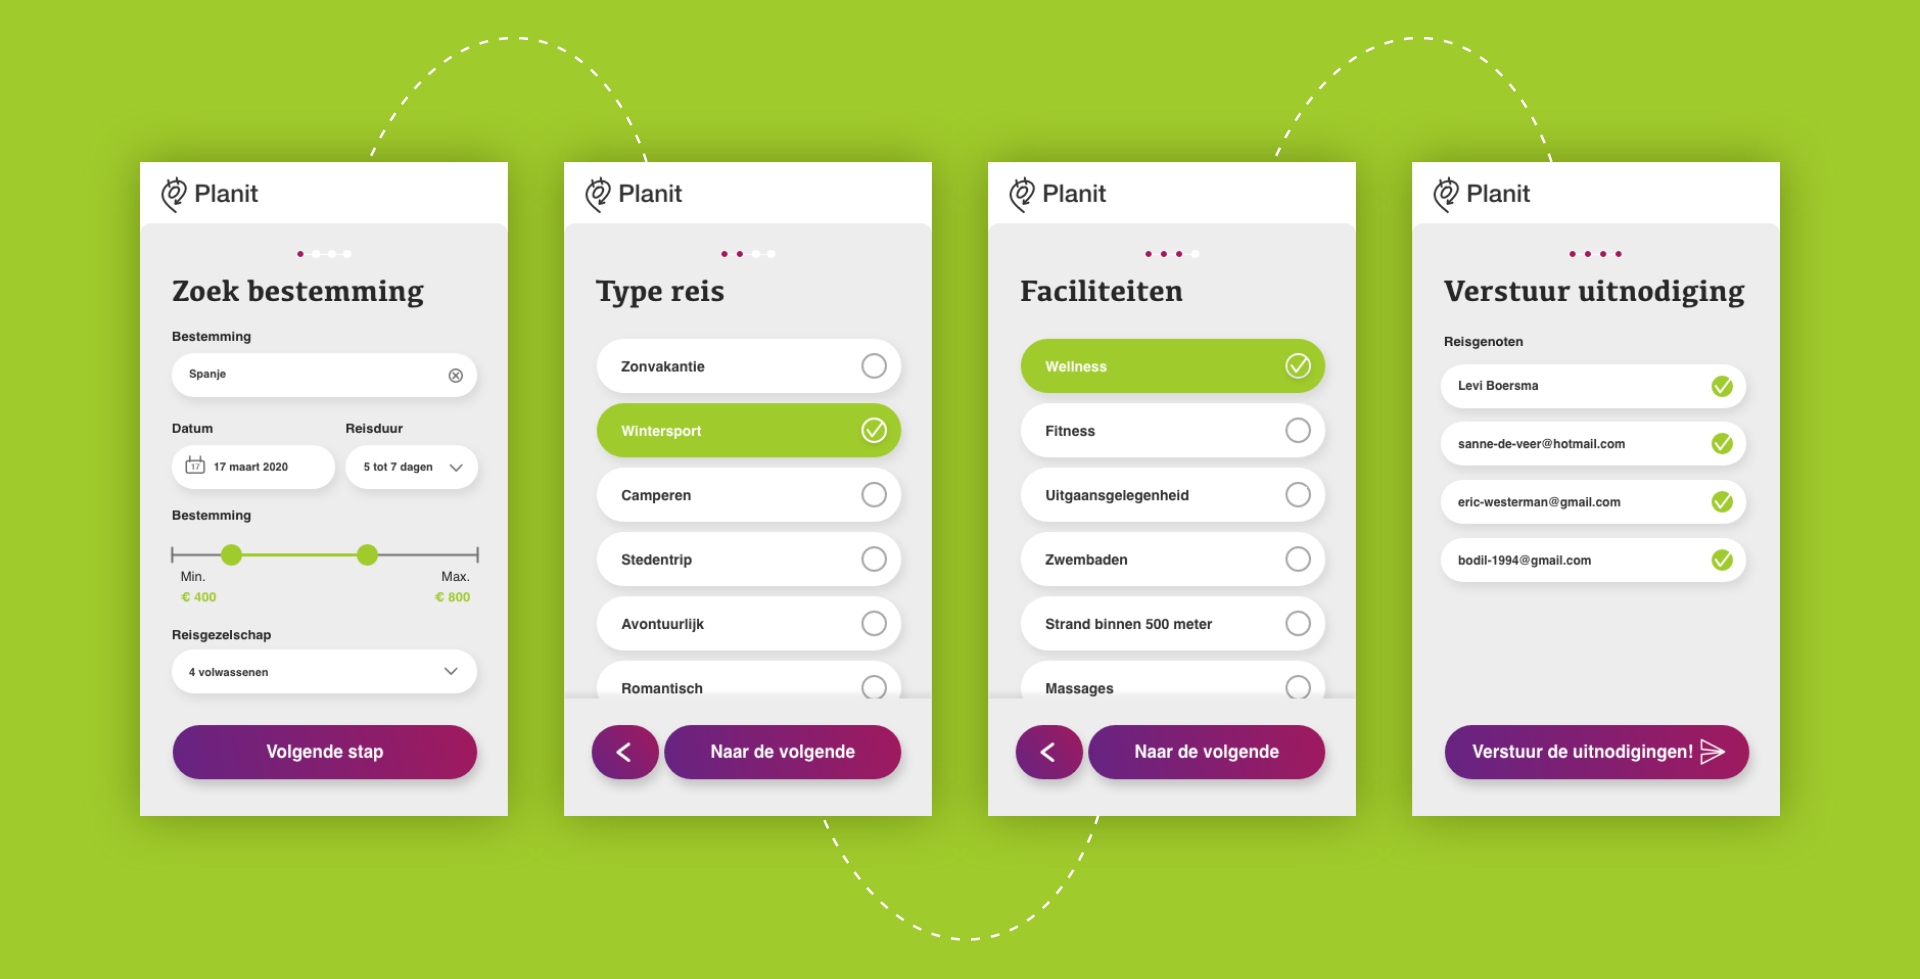 Planit
Zoek bestemming
Bestemming
Spanje
Datum Reisduur
17 17 maart 2020 5 tot 7 dagen
Bestemming
Min. Max.
€ 400 € 800
Reisgezelschap
4 volwassenen
Volgende stap
Planit
Type reis
Zonvakantie
Wintersport
Camperen
Stedentrip
Avontuurlijk
Romantisch
Naar de volgende
Planit
Faciliteiten
Wellness
Fitness
Uitgaansgelegenheid
Zwembaden
Strand binnen 500 meter
Massages
Naar de volgende
Planit
Verstuur uitnodiging
Reisgenoten
Levi Boersma
sanne-de-veer@hotmail.com
eric-westerman@gmail.com
bodil-1994@gmail.com
Verstuur de uitnodigingen!